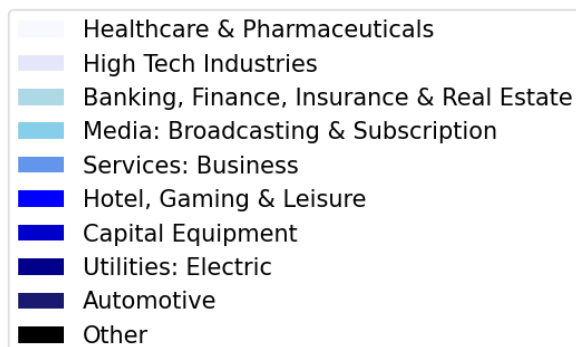 Healthcare & Pharmaceuticals
High Tech Industries
Banking, Finance, Insurance & Real Estate
Media: Broadcasting & Subscription
Services: Business
Hotel, Gaming & Leisure
Capital Equipment
Utilities: Electric
Automotive
Other